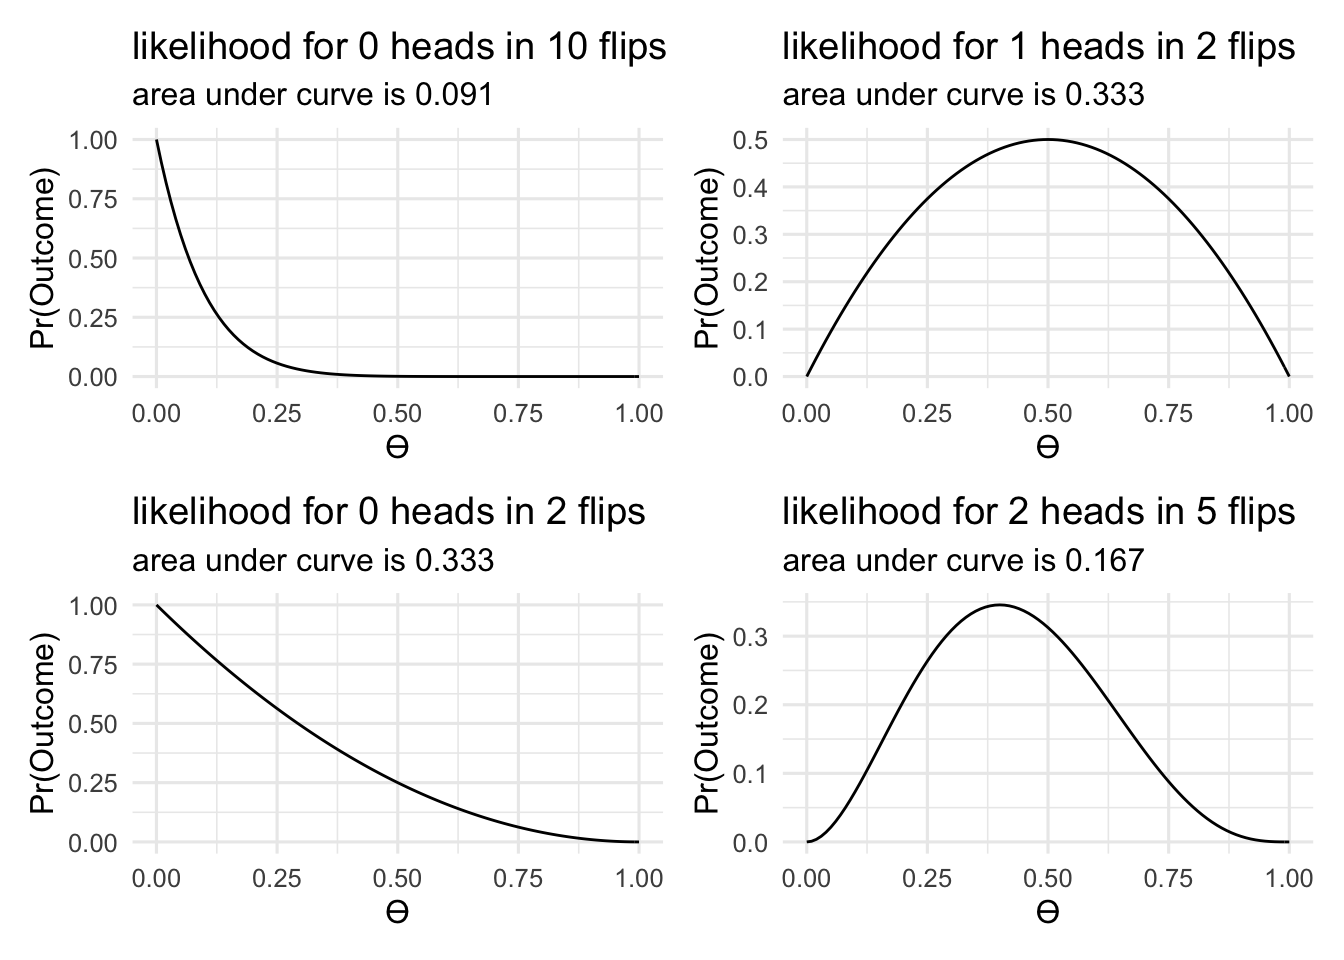 likelihood for 0 heads in 10 flips
area under curve is 0.091
1.00
0.75
0.50
0.25
0.00
Pr(Outcome)
0.00 0.25 0.50 0.75 1.00
ϴ
likelihood for 1 heads in 2 flips
area under curve is 0.333
0.5
0.4
0.3
0.2
0.1
0.0
Pr(Outcome)
0.00 0.25 0.50 0.75 1.00
ϴ
likelihood for 0 heads in 2 flips
area under curve is 0.333
1.00
0.75
0.50
0.25
0.00
Pr(Outcome)
0.00 0.25 0.50 0.75 1.00
ϴ
likelihood for 2 heads in 5 flips
area under curve is 0.167
0.3
0.2
0.1
0.0
Pr(Outcome)
0.00 0.25 0.50 0.75 1.00
ϴ